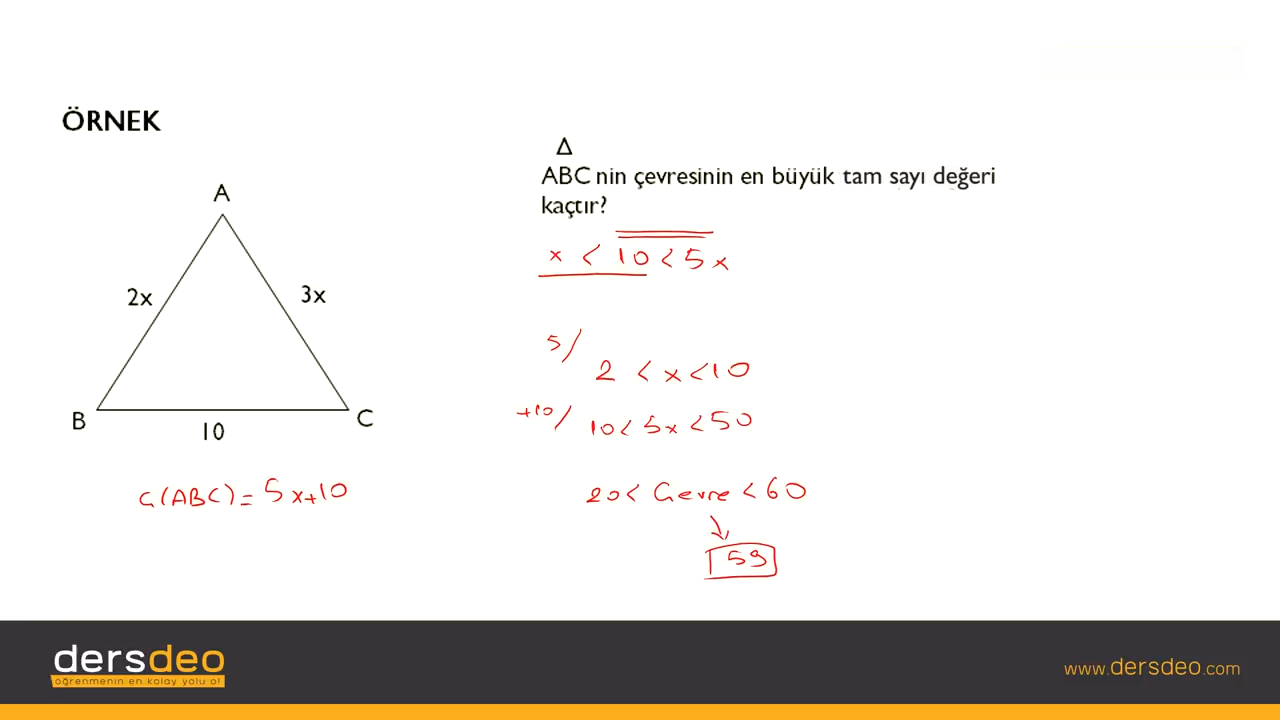 ÖRNEK
Δ
ABC nin çevresinin en büyük tam sayı değeri
kaçtır?
A
2x
3x
B
C
10
Ç(ABC) = 5x+10
x < 10 < 5x
5/
2 < x < 10
+10/
10 < 5x < 50
20 < Çevre < 60
59
dersdeo
öğrenmenin en kolay yolu o!
www.dersdeo.com